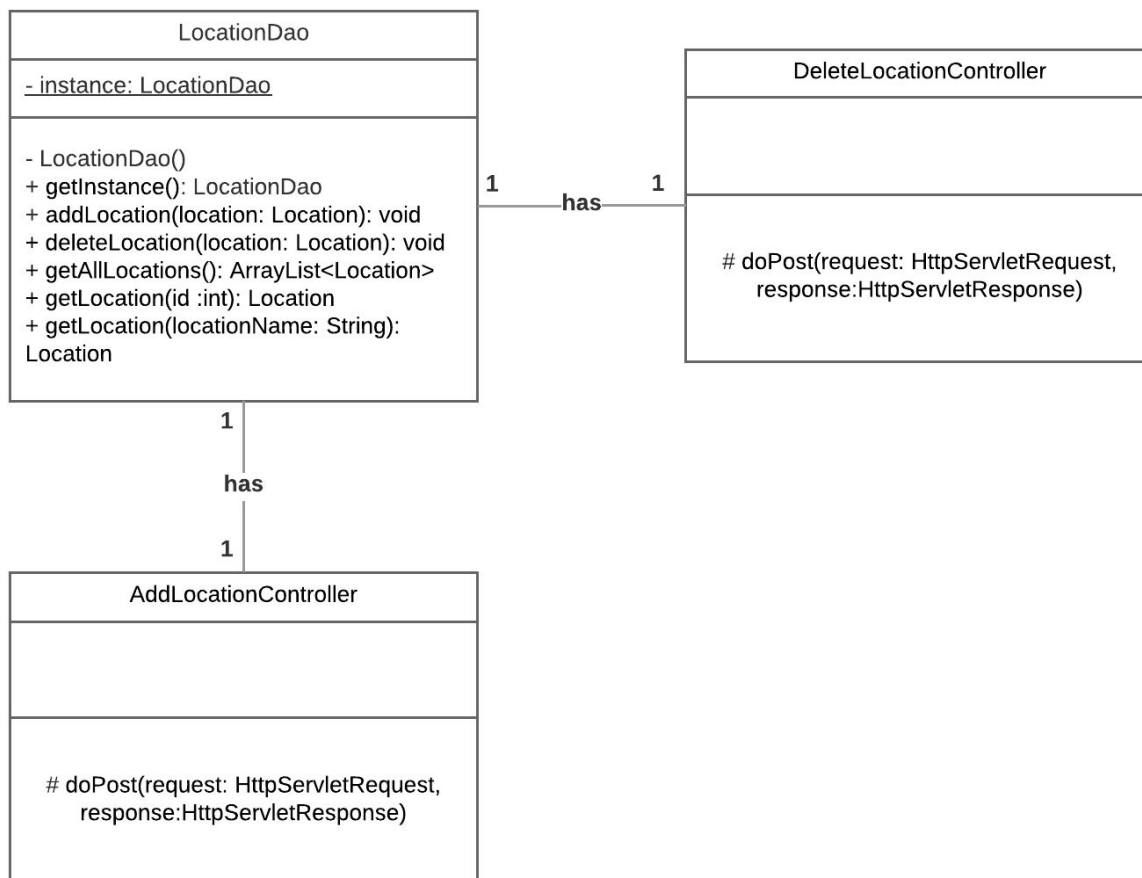 LocationDao
- instance: LocationDao
- LocationDao()
+ getInstance(): LocationDao
+ addLocation(location: Location): void
+ deleteLocation(location: Location): void
+ getAllLocations(): ArrayList<Location>
+ getLocation(id :int): Location
+ getLocation(locationName: String):
Location
1
has
1
DeleteLocationController
# doPost(request: HttpServletRequest,
response:HttpServletResponse)
1
has
1
AddLocationController
# doPost(request: HttpServletRequest,
response:HttpServletResponse)